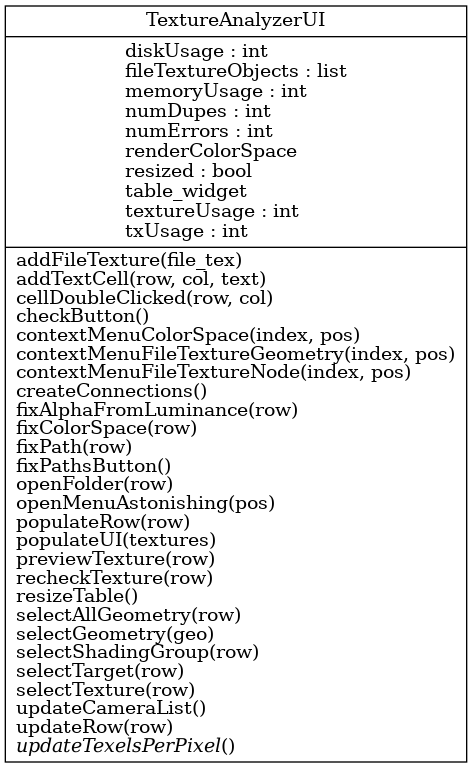 TextureAnalyzerUI
diskUsage : int
fileTextureObjects : list
memoryUsage : int
numDupes : int
numErrors : int
renderColorSpace
resized : bool
table_widget
textureUsage : int
txUsage : int
addFileTexture(file_tex)
addTextCell(row, col, text)
cellDoubleClicked(row, col)
checkButton()
contextMenuColorSpace(index, pos)
contextMenuFileTextureGeometry(index, pos)
contextMenuFileTextureNode(index, pos)
createConnections()
fixAlphaFromLuminance(row)
fixColorSpace(row)
fixPath(row)
fixPathsButton()
openFolder(row)
openMenuAstonishing(pos)
populateRow(row)
populateUI(textures)
previewTexture(row)
recheckTexture(row)
resizeTable()
selectAllGeometry(row)
selectGeometry(geo)
selectShadingGroup(row)
selectTarget(row)
selectTexture(row)
updateCameraList()
updateRow(row)
updateTexelsPerPixel()